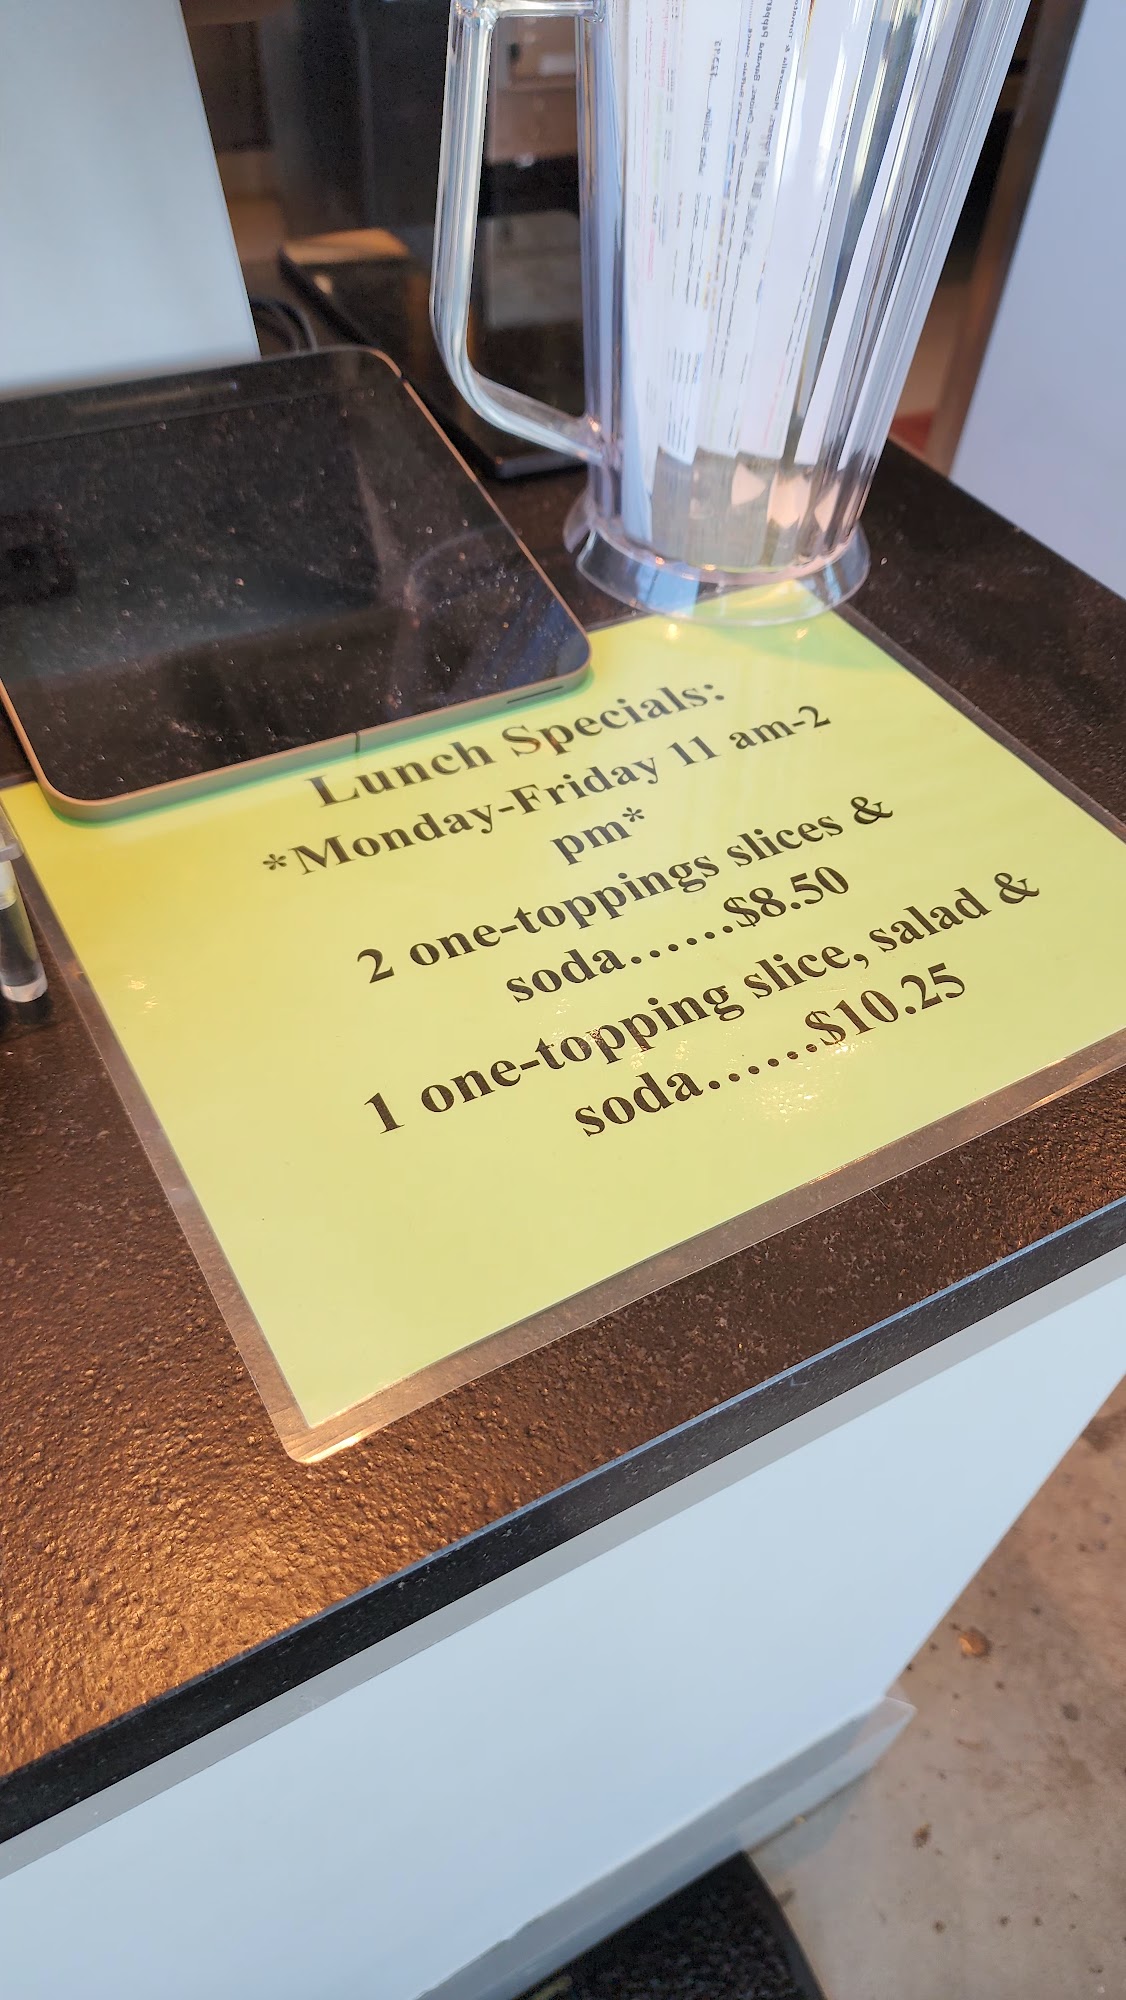 Lunch Specials:
*Monday-Friday 11 am-2
pm*
2 one-toppings slices &
soda......$8.50
1 one-topping slice, salad &
soda......$10.25